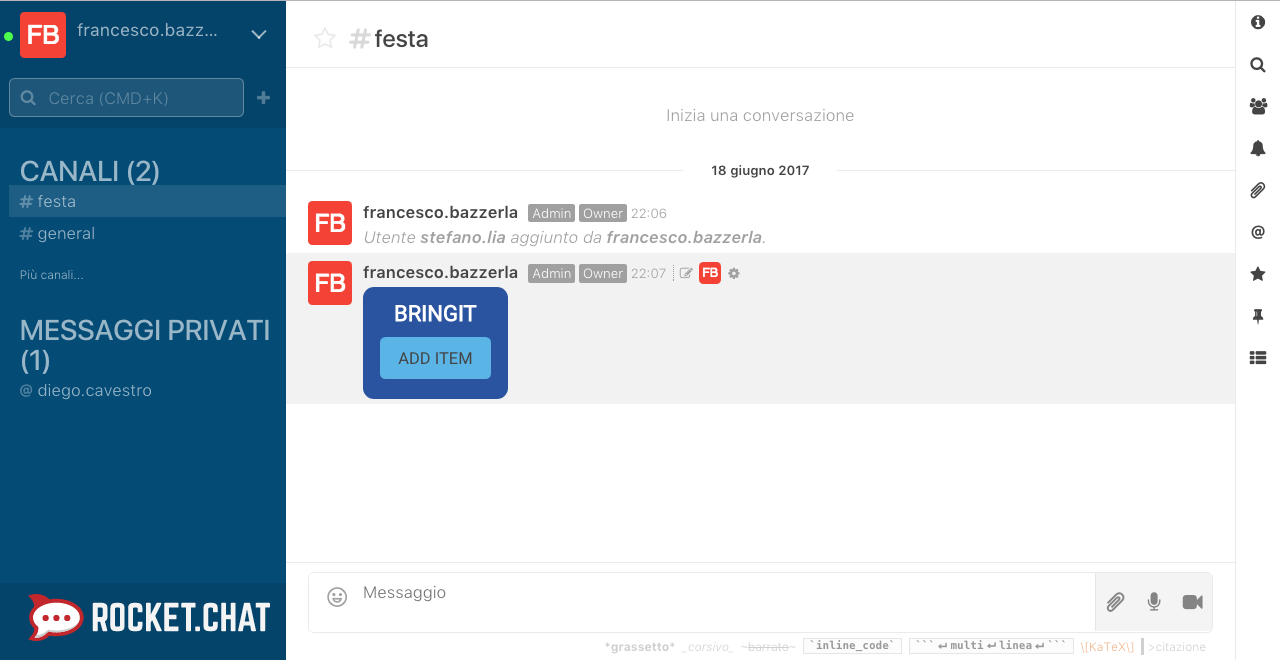 FB francesco.bazz...
Cerca (CMD+K)
CANALI (2)
# festa
# general
Più canali...
MESSAGGI PRIVATI
(1)
@ diego.cavestro
ROCKET.CHAT
#festa
Inizia una conversazione
18 giugno 2017
FB francesco.bazzerla Admin Owner 22:06
Utente stefano.lia aggiunto da francesco.bazzerla.
FB francesco.bazzerla Admin Owner 22:07 FB
BRINGIT
ADD ITEM
Messaggio
*grassetto* _corsivo_ ~barrato~ `inline_code` ```↵multi↵linea↵``` \[KaTeX\] >citazione
@